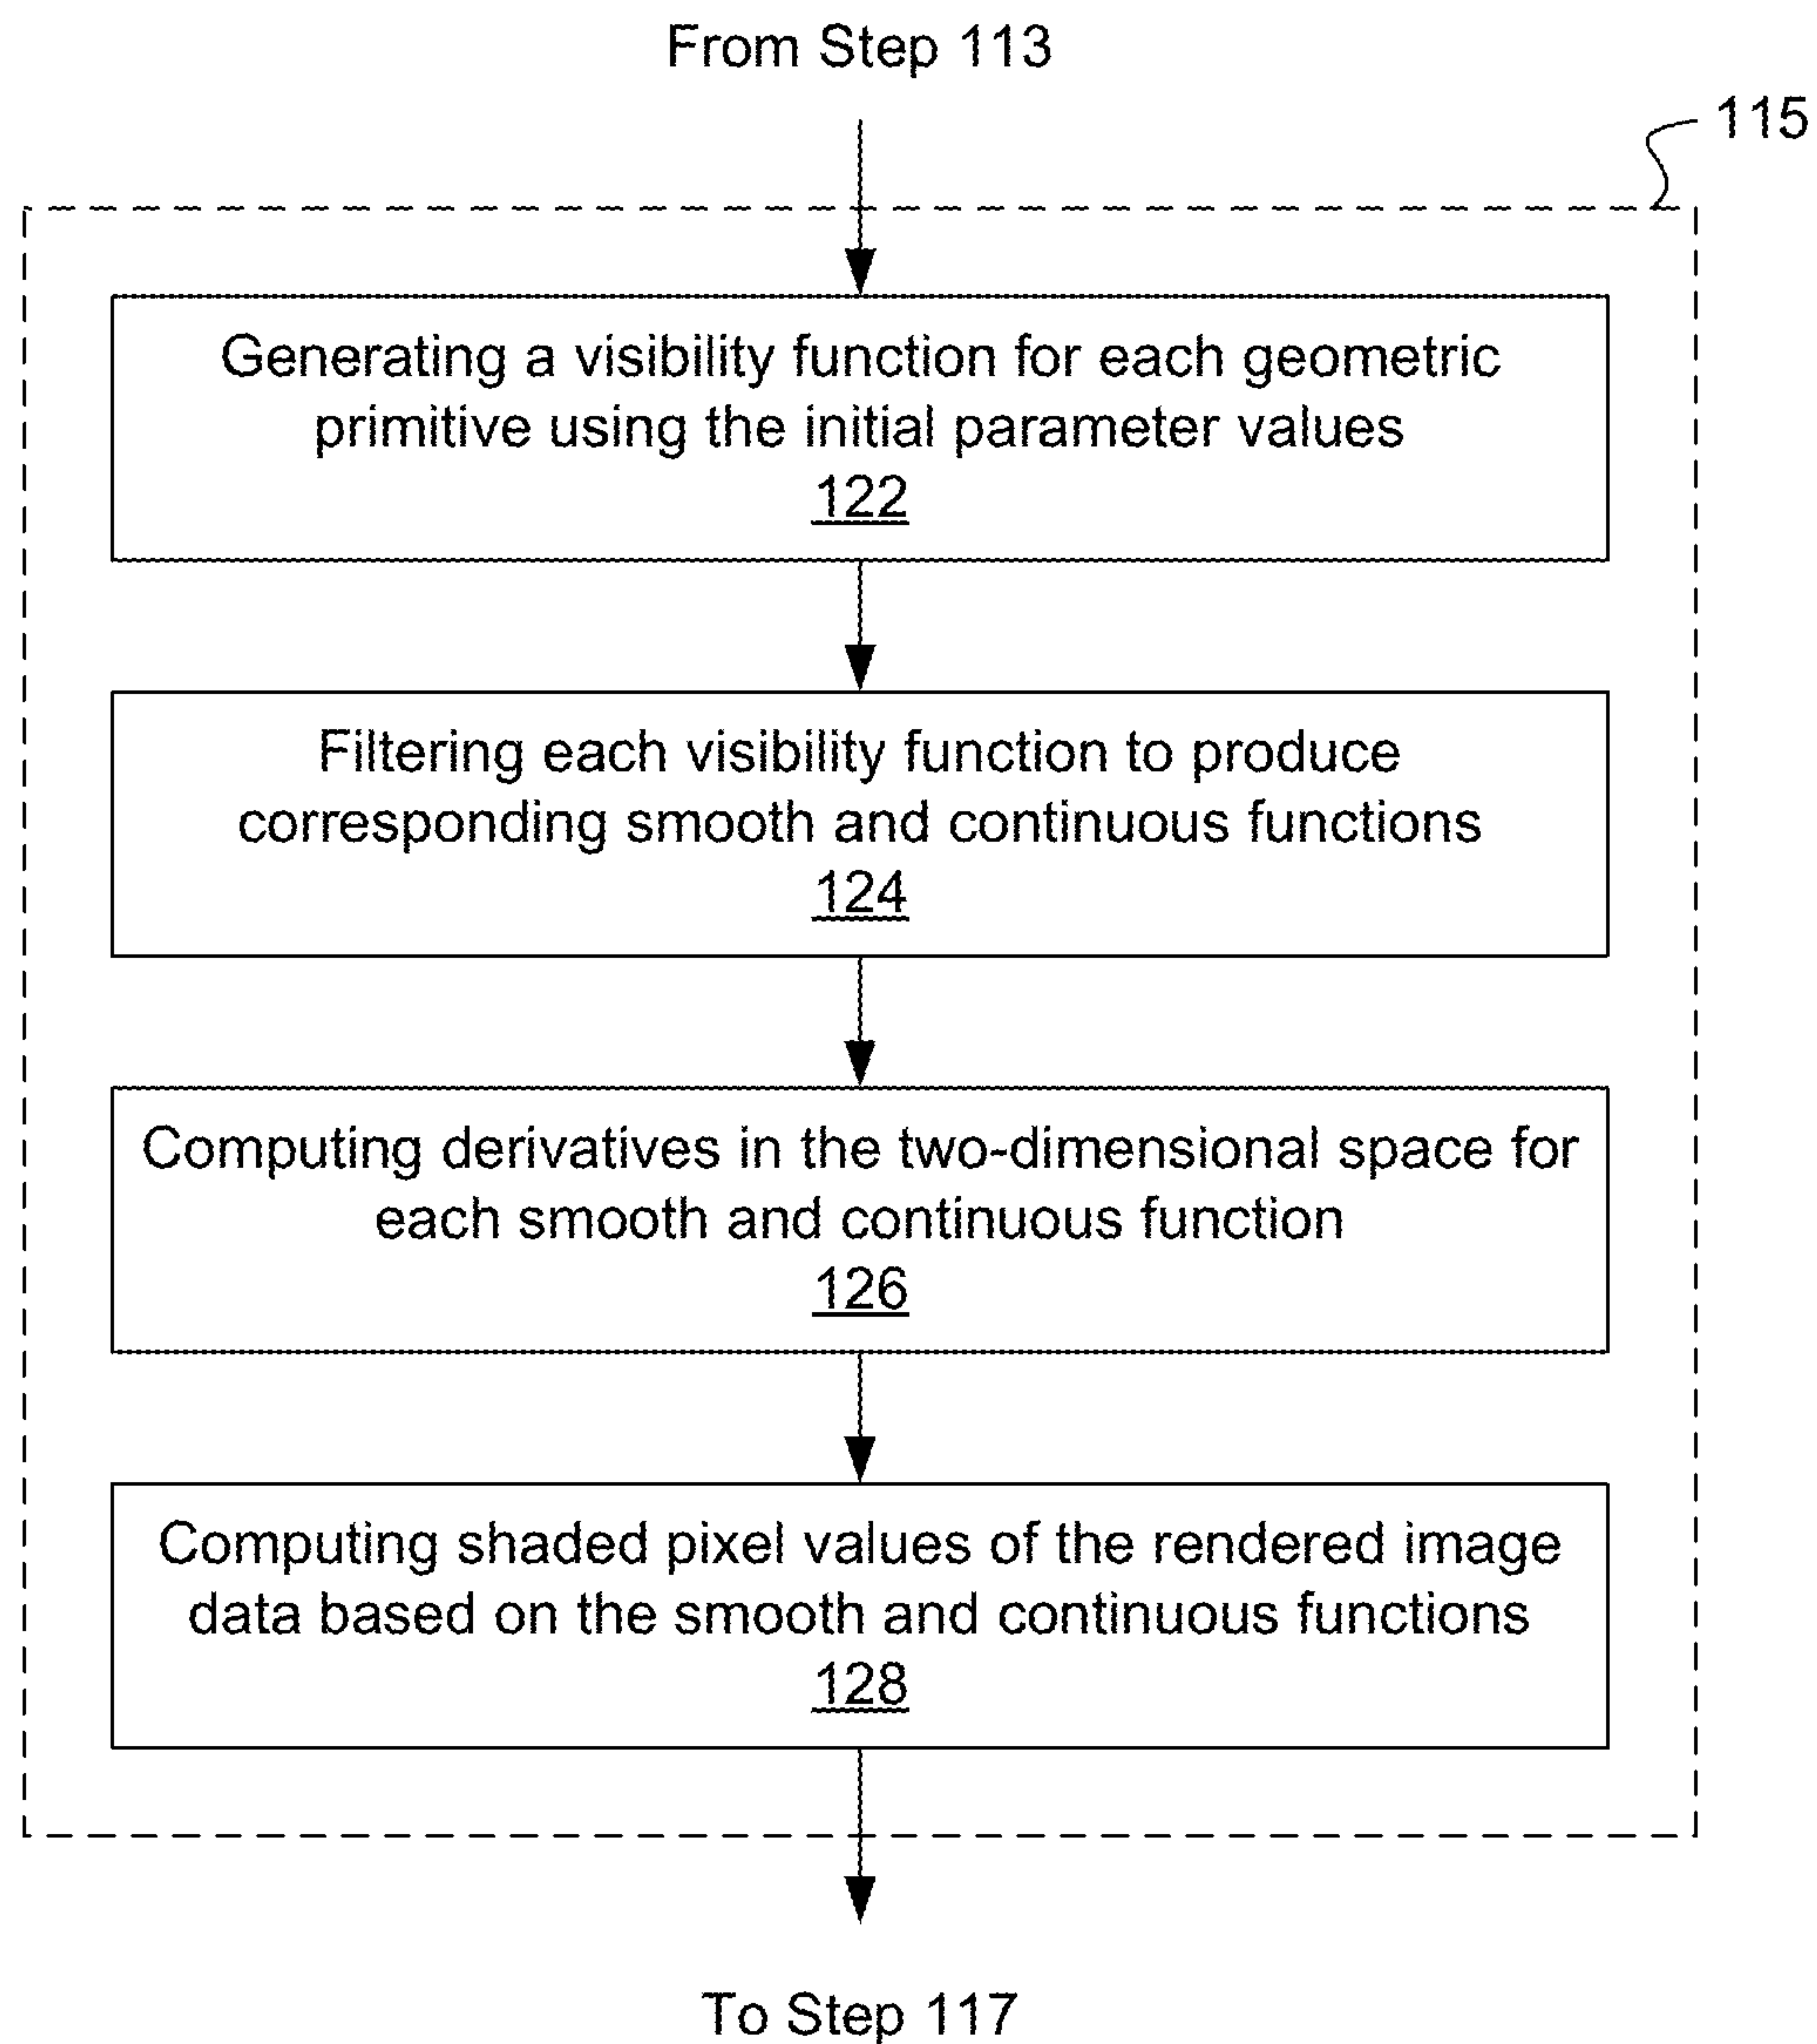 From Step 113
115
Generating a visibility function for each geometric
primitive using the initial parameter values
122
Filtering each visibility function to produce
corresponding smooth and continuous functions
124
Computing derivatives in the two-dimensional space for
each smooth and continuous function
126
Computing shaded pixel values of the rendered image
data based on the smooth and continuous functions
128
To Step 117